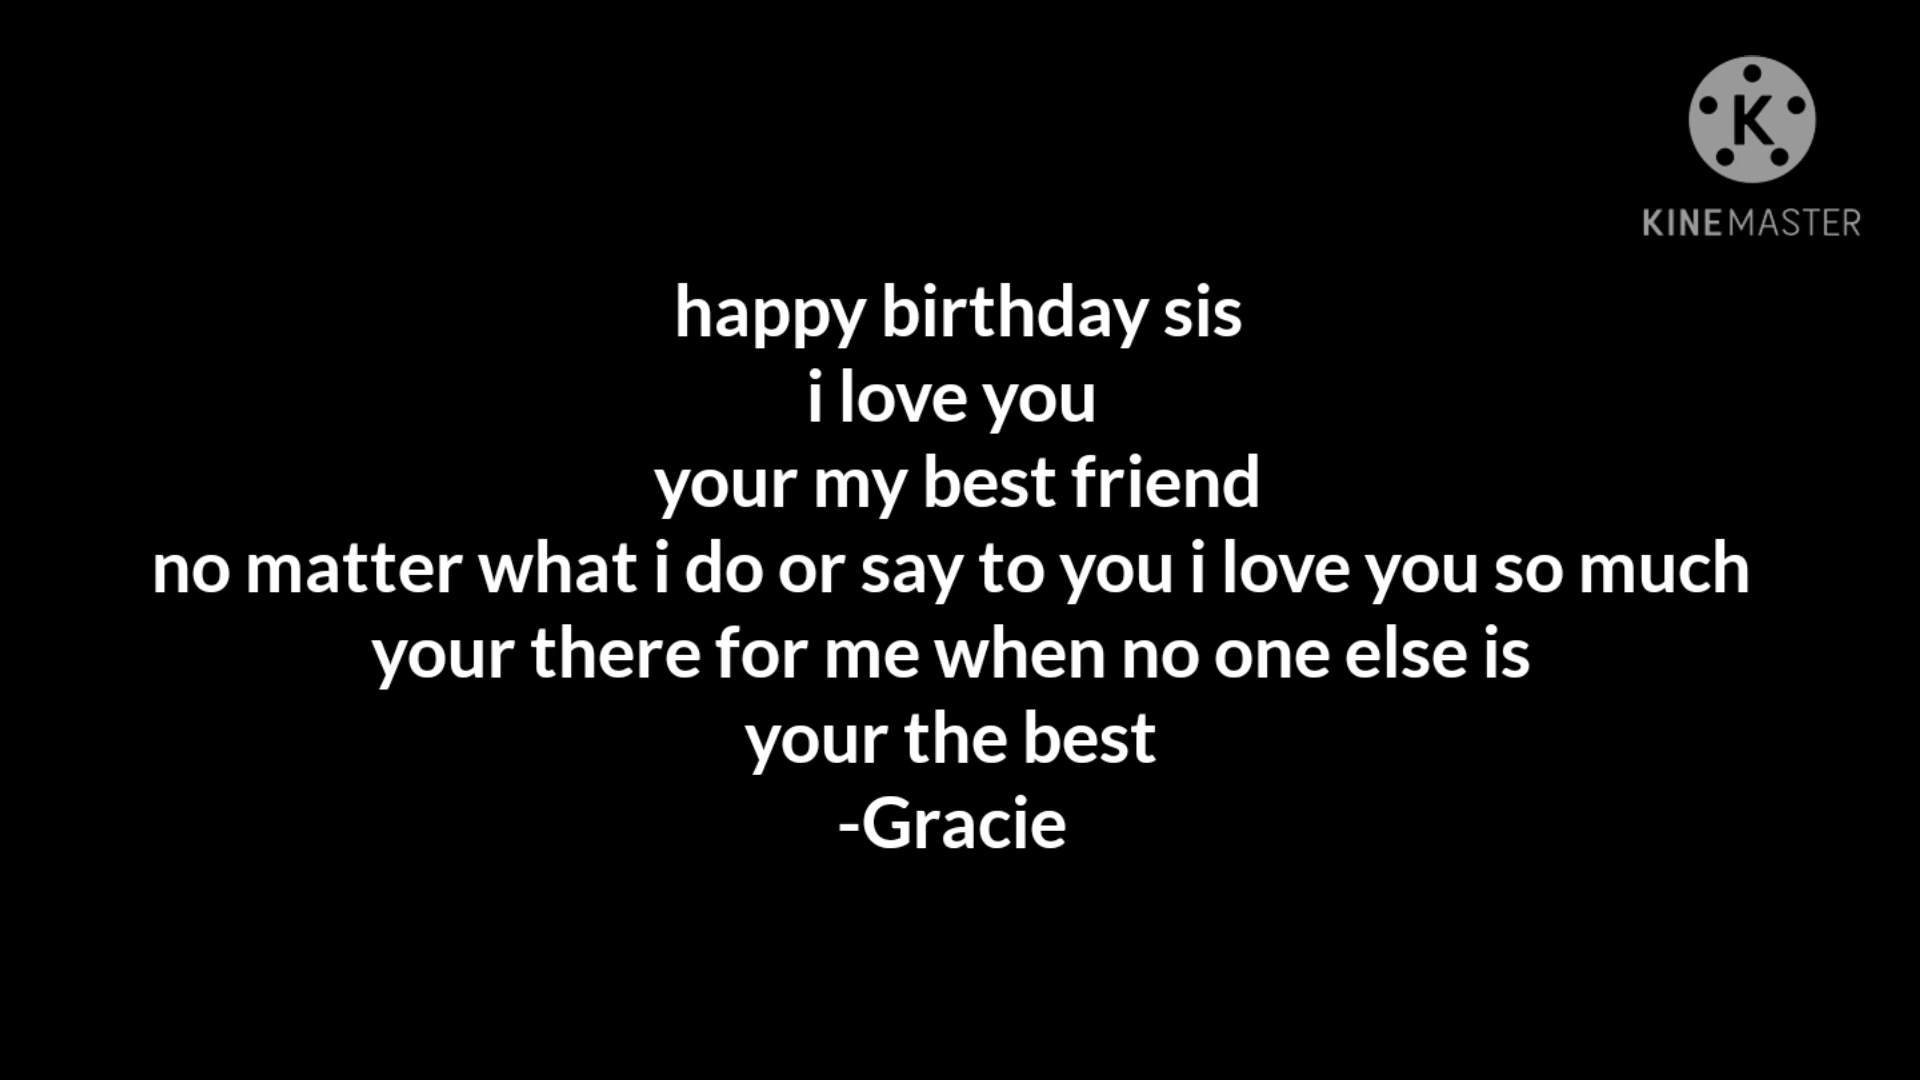 K
KINEMASTER
happy birthday sis
i love you
your my best friend
no matter what i do or say to you i love you so much
your there for me when no one else is
your the best
-Gracie